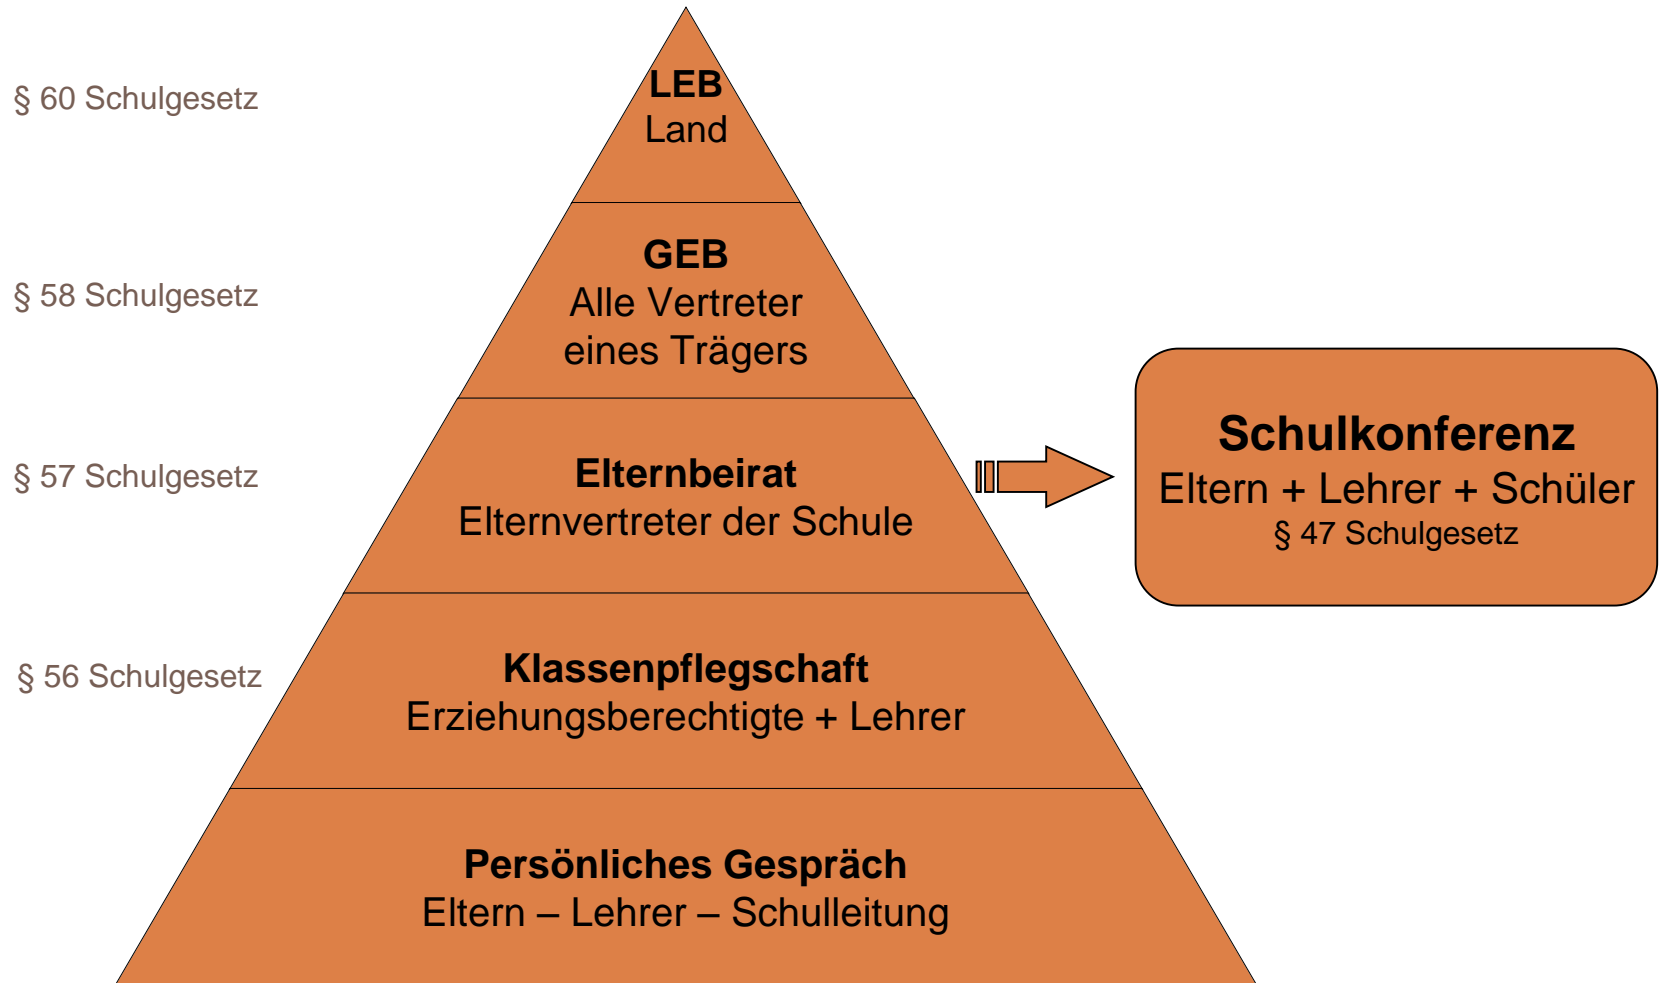 § 60 Schulgesetz
LEB
Land
§ 58 Schulgesetz
GEB
Alle Vertreter
eines Trägers
§ 57 Schulgesetz
Elternbeirat
Elternvertreter der Schule
Schulkonferenz
Eltern + Lehrer + Schüler
§ 47 Schulgesetz
§ 56 Schulgesetz
Klassenpflegschaft
Erziehungsberechtigte + Lehrer
Persönliches Gespräch
Eltern – Lehrer – Schulleitung